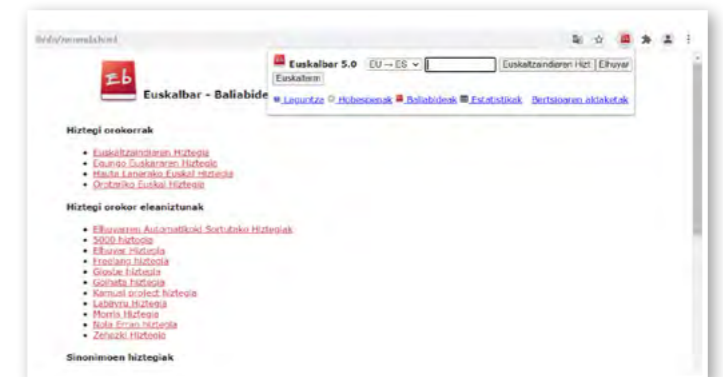 Euskalbar 5.0 EU → ES Euskaltzaindiaren Hizt Elhuyar
Euskalterm
Laguntza Hobespenak Baliabideak Estatistikak Bertsioaren aldaketak
Eb
Euskalbar - Baliabide
Hiztegi orokorrak
• Euskaltzaindiaren Hiztegia
• Egungo Euskararen Hiztegia
• Hauta Lanerako Euskal Hiztegia
• Orotariko Euskal Hiztegia
Hiztegi orokor eleaniztunak
• Elhuyarren Automatikoki Sortutako Hiztegiak
• 5000 hiztegia
• Elhuyar Hiztegia
• Freelang hiztegia
• Glosbe hiztegia
• Goihata hiztegia
• Kamusi project hiztegia
• Labayru Hiztegia
• Morris Hiztegia
• Nola Erran hiztegia
• Zehazki Hiztegia
Sinonimoen hiztegiak